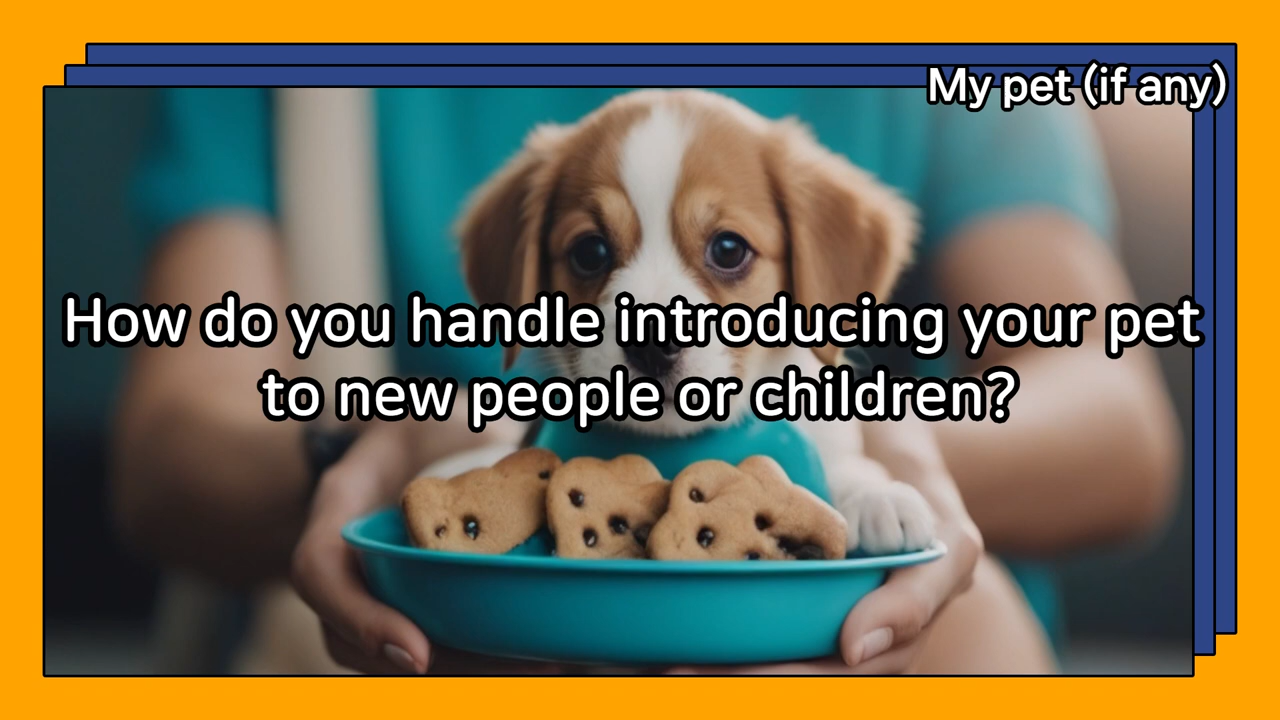 My pet (if any)
How do you handle introducing your pet
to new people or children?